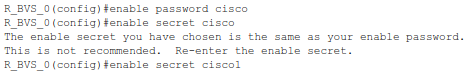 R_BVS_0(config)#enable password cisco
R_BVS_0(config)#enable secret cisco
The enable secret you have chosen is the same as your enable password.
This is not recommended.  Re-enter the enable secret.
R_BVS_0(config)#enable secret cisco1